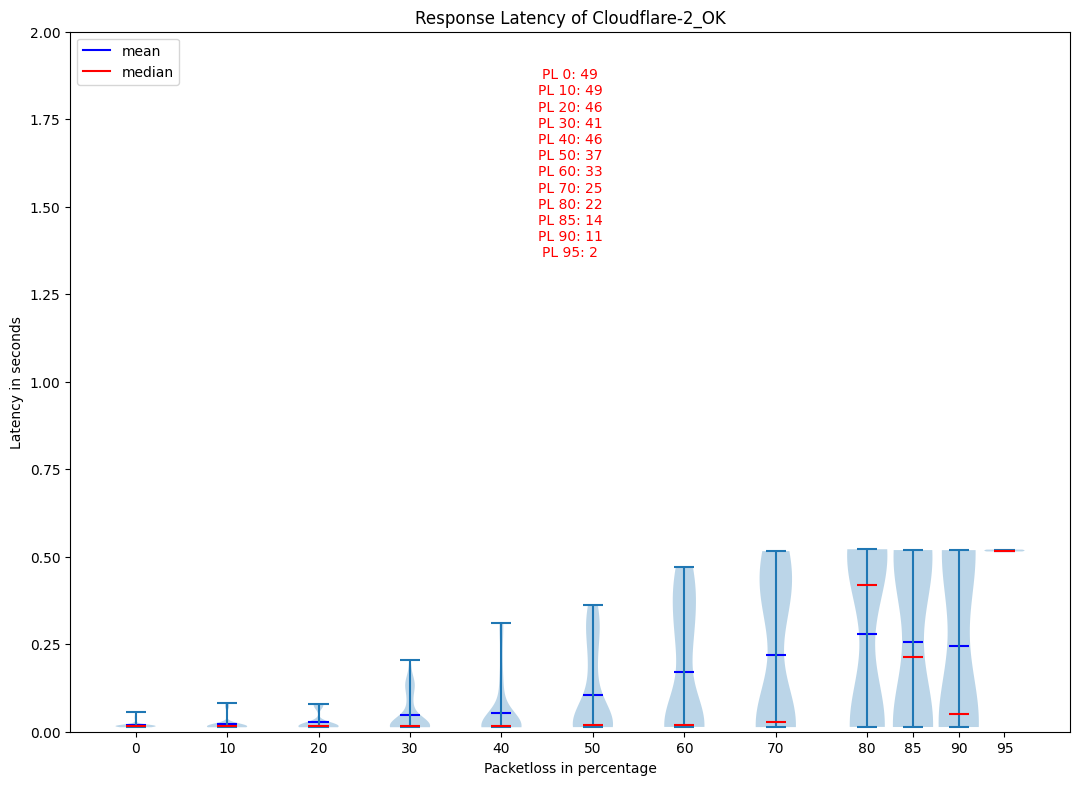 Response Latency of Cloudflare-2_OK
mean
median
PL 0: 49
PL 10: 49
PL 20: 46
PL 30: 41
PL 40: 46
PL 50: 37
PL 60: 33
PL 70: 25
PL 80: 22
PL 85: 14
PL 90: 11
PL 95: 2
Latency in seconds
2.00
1.75
1.50
1.25
1.00
0.75
0.50
0.25
0.00
0 10 20 30 40 50 60 70 80 85 90 95
Packetloss in percentage